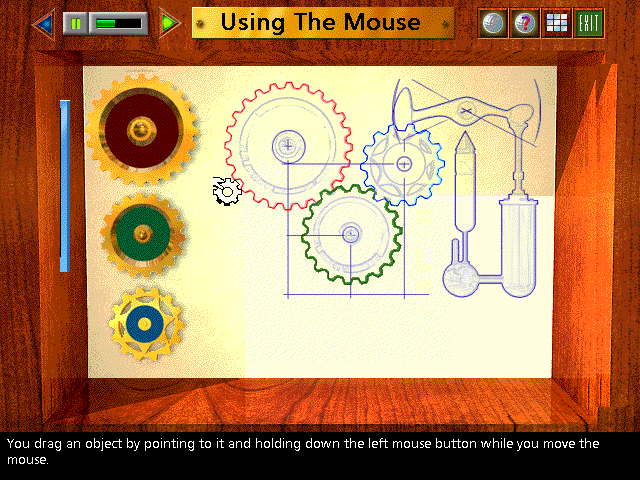 Using The Mouse
EXIT
You drag an object by pointing to it and holding down the left mouse button while you move the
mouse.